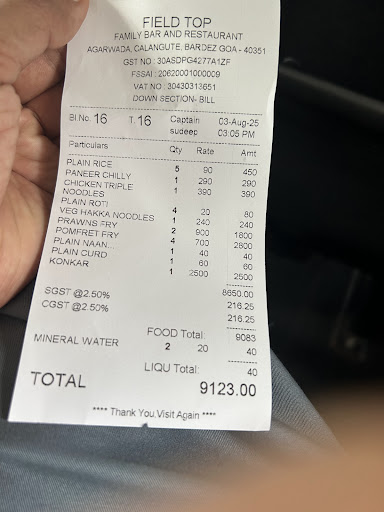 FIELD TOP
FAMILY BAR AND RESTAURANT
AGARWADA, CALANGUTE, BARDEZ GOA - 40351
GST NO : 30ASDPG4277A1ZF
FSSAI : 20620001000009
VAT NO : 30430313651
DOWN SECTION- BILL
Bl.No. 16 T. 16 Captain 03-Aug-25
sudeep 03:05 PM
Particulars Qty Rate Amt
PLAIN RICE 5 90 450
PANEER CHILLY 1 290 290
CHICKEN TRIPLE 1 390 390
NOODLES
PLAIN ROTI 4 20 80
VEG HAKKA NOODLES 1 240 240
PRAWNS FRY 2 900 1800
POMFRET FRY 4 700 2800
PLAIN NAAN... 1 40 40
PLAIN CURD 1 60 60
KONKAR 1 2500 2500
8650.00
SGST @2.50% 216.25
CGST @2.50% 216.25
FOOD Total: 9083
MINERAL WATER 2 20 40
LIQU Total: 40
TOTAL 9123.00
**** Thank You,Visit Again ****